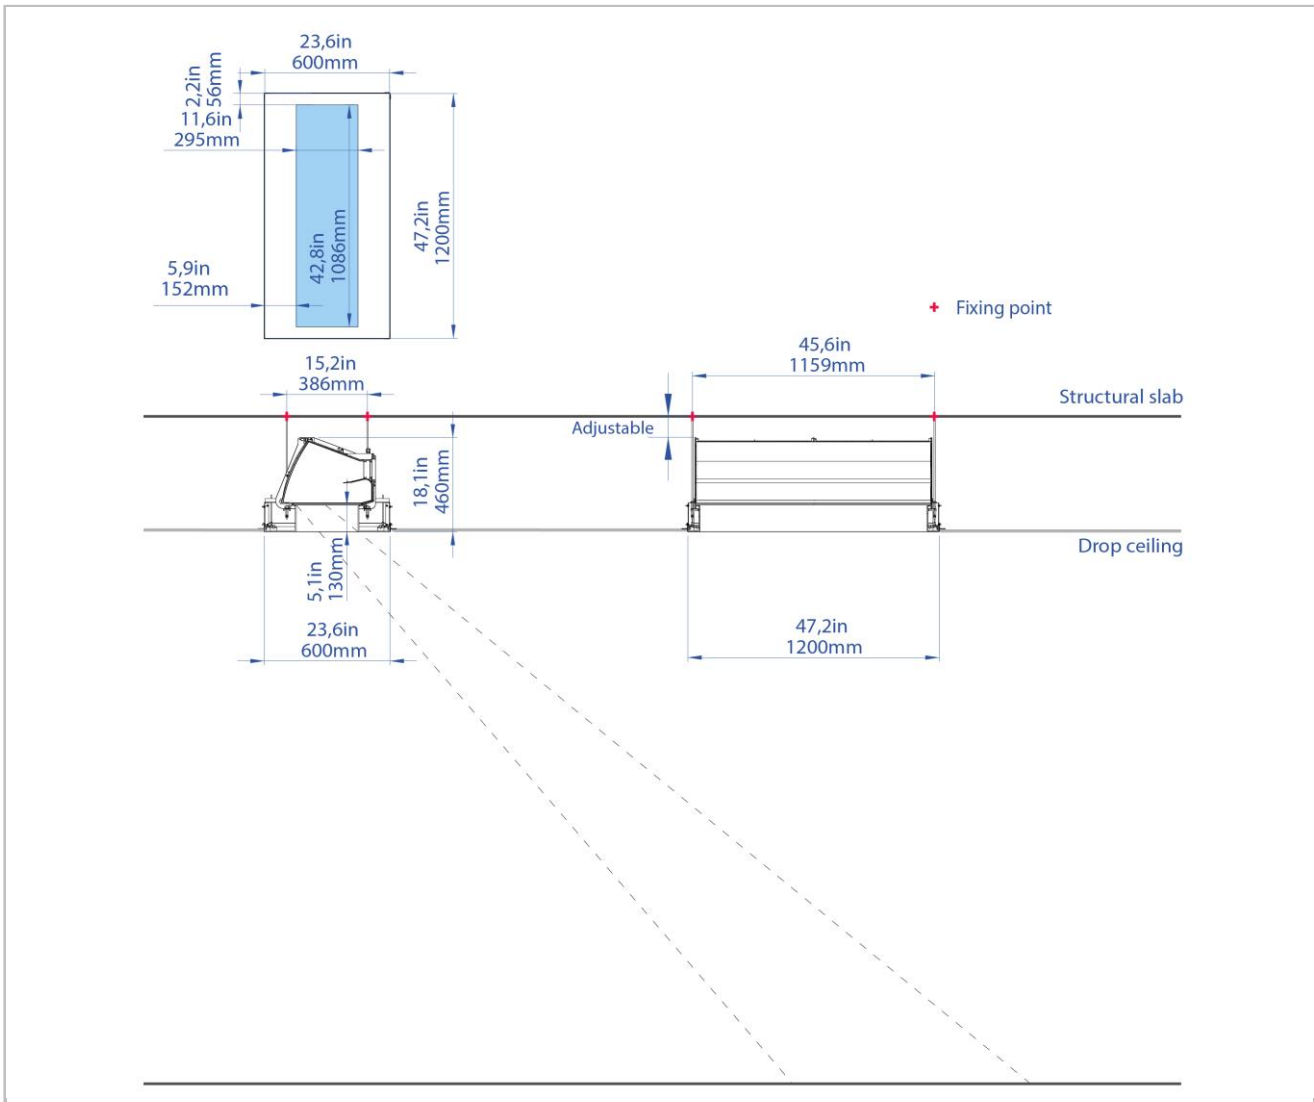 23,6in
600mm
2,2in
56mm
11,6in
295mm
42,8in
1086mm
47,2in
1200mm
5,9in
152mm
Fixing point
15,2in
386mm
45,6in
1159mm
Structural slab
Adjustable
18,1in
460mm
Drop ceiling
5,1in
130mm
23,6in
600mm
47,2in
1200mm